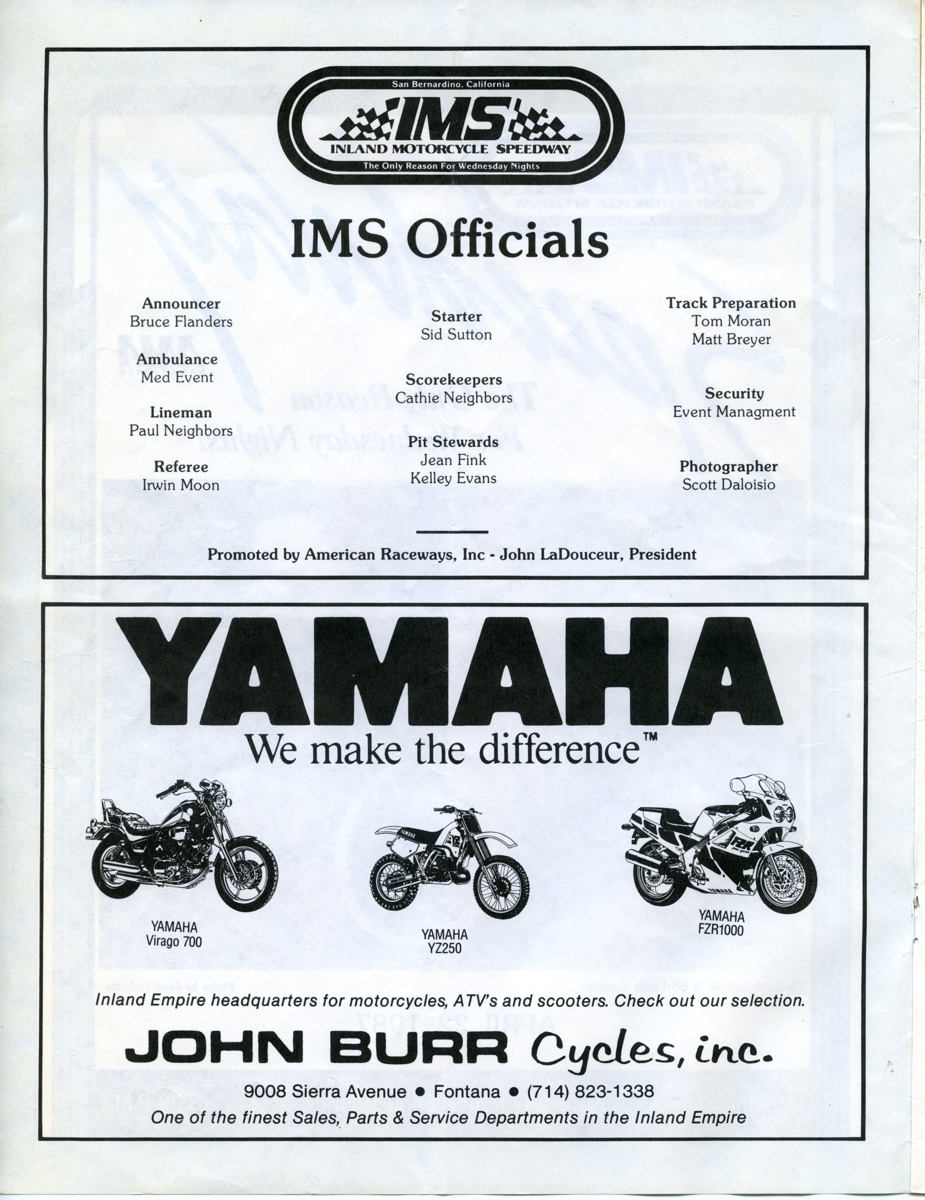 San Bernardino, California
IMS
INLAND MOTORCYCLE SPEEDWAY
The Only Reason For Wednesday Nights
IMS Officials
Announcer
Bruce Flanders
Ambulance
Med Event
Lineman
Paul Neighbors
Referee
Irwin Moon
Starter
Sid Sutton
Scorekeepers
Cathie Neighbors
Pit Stewards
Jean Fink
Kelley Evans
Track Preparation
Tom Moran
Matt Breyer
Security
Event Managment
Photographer
Scott Daloisio
Promoted by American Raceways, Inc - John LaDouceur, President
YAMAHA
We make the difference™
YAMAHA
Virago 700
YAMAHA
YAMAHA
YZ250
FZR
YAMAHA
YAMAHA
FZR1000
Inland Empire headquarters for motorcycles, ATV's and scooters. Check out our selection.
JOHN BURR Cycles, inc.
9008 Sierra Avenue ● Fontana ● (714) 823-1338
One of the finest Sales, Parts & Service Departments in the Inland Empire